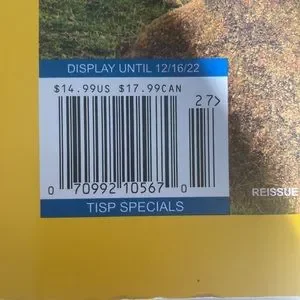 DISPLAY UNTIL 12/16/22
$14.99US $17.99CAN
27>
0 70992 10567 0
REISSUE
TISP SPECIALS